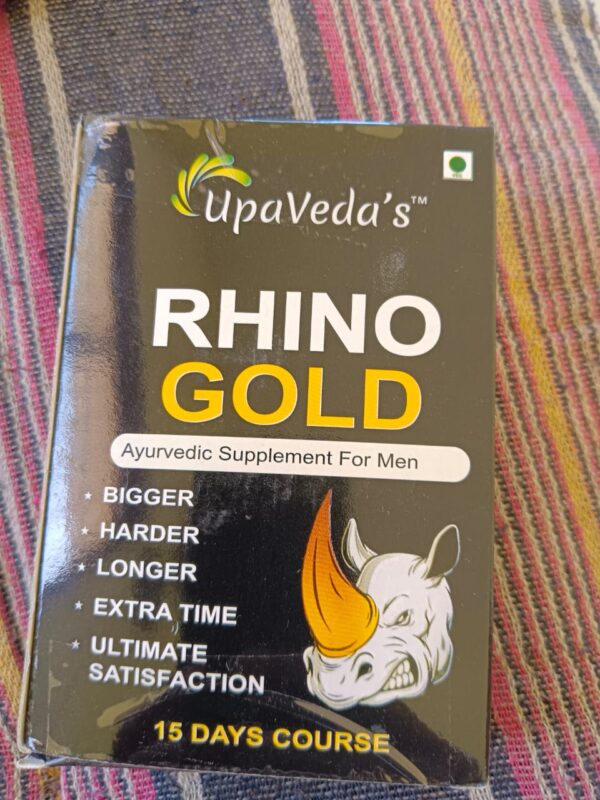 UpaVeda's™
RHINO
GOLD
Ayurvedic Supplement For Men
* BIGGER
* HARDER
* LONGER
* EXTRA TIME
* ULTIMATE
SATISFACTION
15 DAYS COURSE